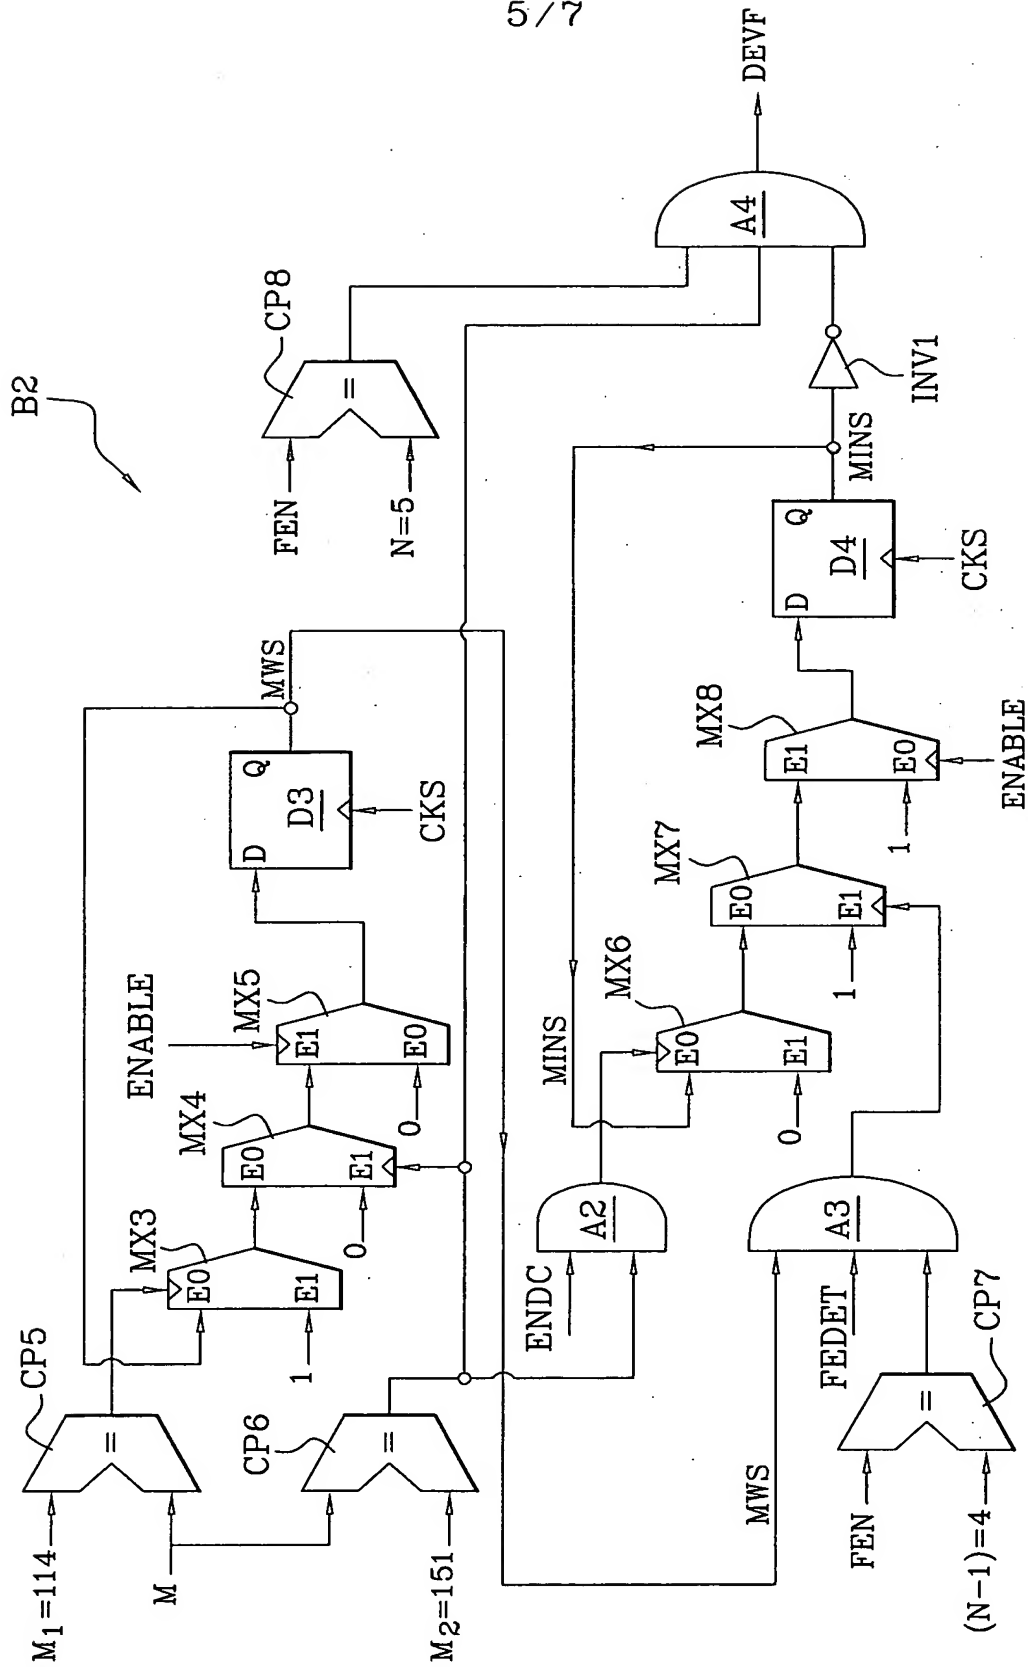 5/7
B2
M1=114
M
CP5
MX3
E0
E1
1
MX4
E0
E1
0
ENABLE
MX5
E1
E0
0
D
Q
D3
CKS
MWS
CP6
M2=151
FEN
N=5
CP8
=
=
=
ENDC
A2
MINS
MX6
E0
E1
0
MX7
E0
E1
1
MX8
E1
E0
1
ENABLE
D
Q
D4
CKS
MINS
INV1
A4
DEVF
MWS
FEDET
A3
FEN
(N-1)=4
CP7
=